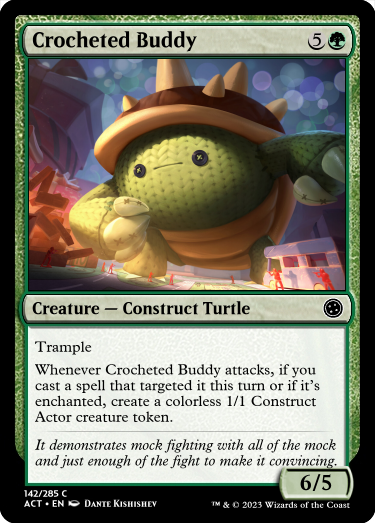 Crocheted Buddy 5
Creature — Construct Turtle
Trample
Whenever Crocheted Buddy attacks, if you
cast a spell that targeted it this turn or if it's
enchanted, create a colorless 1/1 Construct
Actor creature token.
It demonstrates mock fighting with all of the mock
and just enough of the fight to make it convincing.
6/5
142/285 C
ACT • EN Dante Kishishev
™ & © 2023 Wizards of the Coast